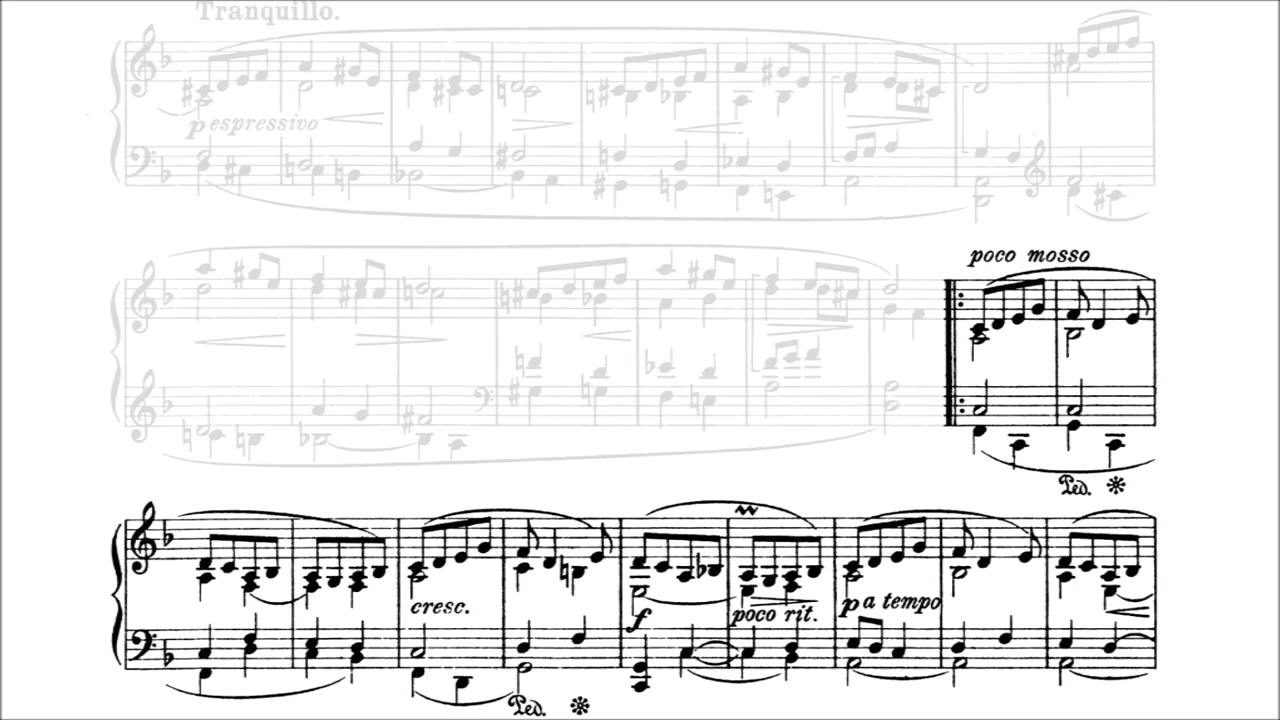 Tranquillo.
p espressivo
poco mosso
Ped.
cresc.
f
poco rit.
p a tempo
Ped.